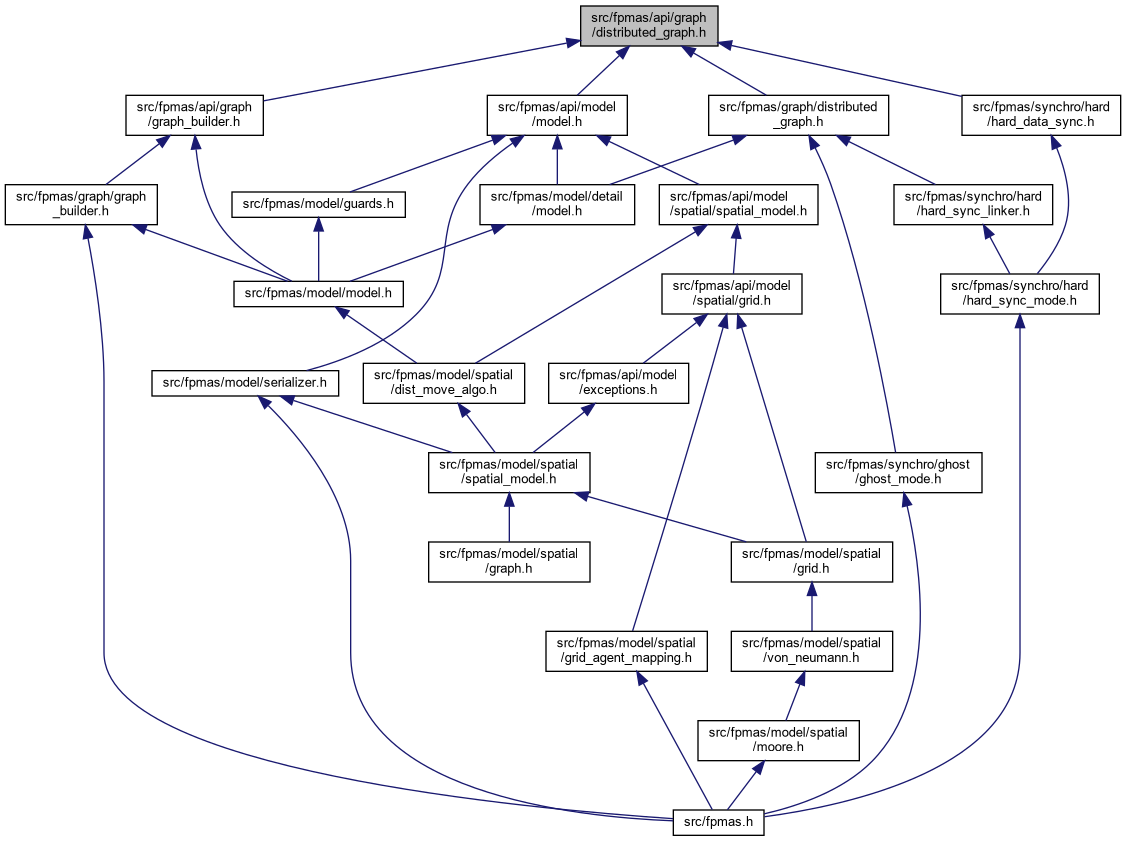 src/fpmas/api/graph
/distributed_graph.h
src/fpmas/api/graph
/graph_builder.h
src/fpmas/api/model
/model.h
src/fpmas/graph/distributed
_graph.h
src/fpmas/synchro/hard
/hard_data_sync.h
src/fpmas/graph/graph
_builder.h
src/fpmas/model/guards.h
src/fpmas/model/detail
/model.h
src/fpmas/api/model
/spatial/spatial_model.h
src/fpmas/synchro/hard
/hard_sync_linker.h
src/fpmas/model/model.h
src/fpmas/api/model
/spatial/grid.h
src/fpmas/synchro/hard
/hard_sync_mode.h
src/fpmas/model/serializer.h
src/fpmas/model/spatial
/dist_move_algo.h
src/fpmas/api/model
/exceptions.h
src/fpmas/model/spatial
/spatial_model.h
src/fpmas/synchro/ghost
/ghost_mode.h
src/fpmas/model/spatial
/graph.h
src/fpmas/model/spatial
/grid.h
src/fpmas/model/spatial
/grid_agent_mapping.h
src/fpmas/model/spatial
/von_neumann.h
src/fpmas/model/spatial
/moore.h
src/fpmas.h